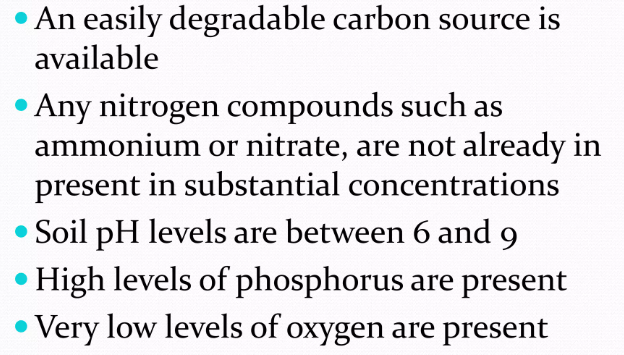 • An easily degradable carbon source is
available
• Any nitrogen compounds such as
ammonium or nitrate, are not already in
present in substantial concentrations
• Soil pH levels are between 6 and 9
• High levels of phosphorus are present
• Very low levels of oxygen are present